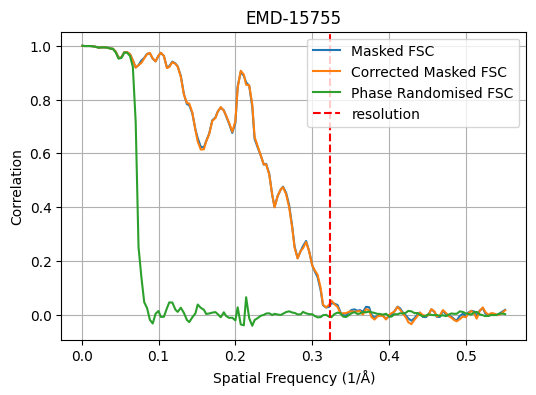 EMD-15755
Masked FSC
Corrected Masked FSC
Phase Randomised FSC
resolution
1.0
0.8
0.6
0.4
0.2
0.0
Correlation
0.0 0.1 0.2 0.3 0.4 0.5
Spatial Frequency (1/Å)